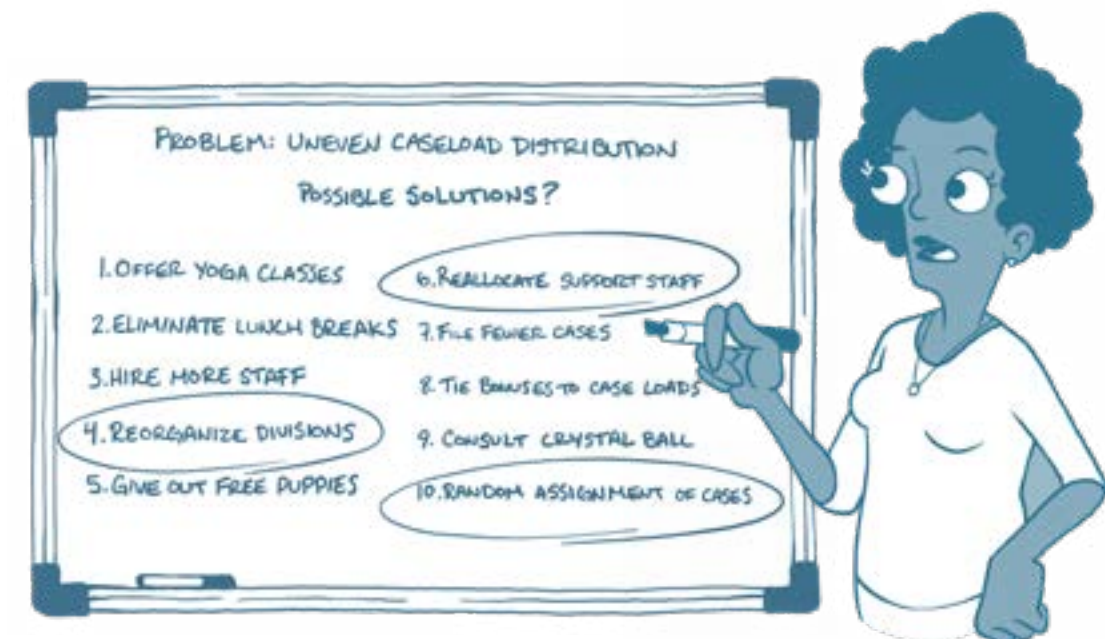 PROBLEM: UNEVEN CASELOAD DISTRIBUTION
POSSIBLE SOLUTIONS?
1. OFFER YOGA CLASSES
2. ELIMINATE LUNCH BREAKS
3. HIRE MORE STAFF
4. REORGANIZE DIVISIONS
5. GIVE OUT FREE PUPPIES
6. REALLOCATE SUPPORT STAFF
7. FILE FEWER CASES
8. TIE BONUSES TO CASE LOADS
9. CONSULT CRYSTAL BALL
10. RANDOM ASSIGNMENT OF CASES